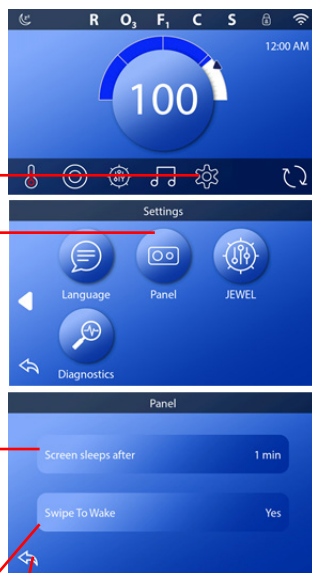 R O₃ F₁ C S
12:00 AM
100
Settings
Language Panel JEWEL
Diagnostics
Panel
Screen sleeps after 1 min
Swipe To Wake Yes